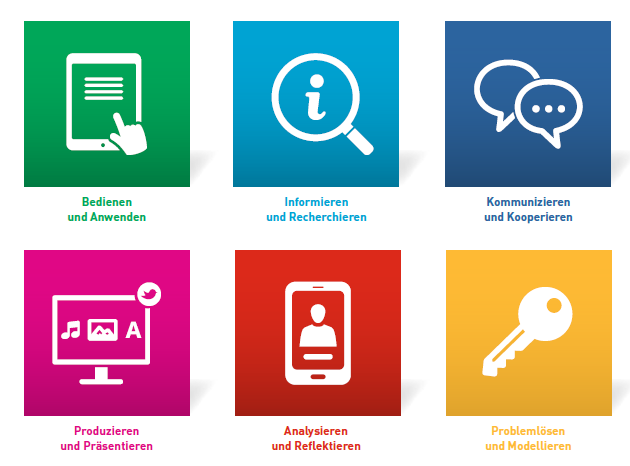 i
Bedienen
und Anwenden
Informieren
und Recherchieren
Kommunizieren
und Kooperieren
A
Produzieren
und Präsentieren
Analysieren
und Reflektieren
Problemlösen
und Modellieren